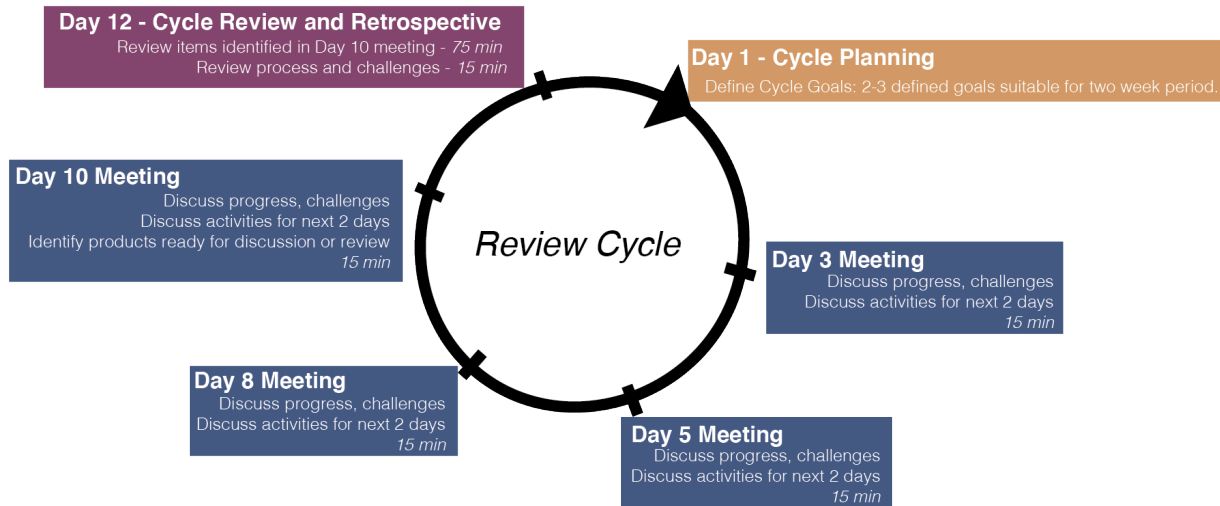 Day 12 - Cycle Review and Retrospective
Review items identified in Day 10 meeting - 75 min
Review process and challenges - 15 min
Day 1 - Cycle Planning
Define Cycle Goals: 2-3 defined goals suitable for two week period.
Day 10 Meeting
Discuss progress, challenges
Discuss activities for next 2 days
Identify products ready for discussion or review
15 min
Review Cycle
Day 3 Meeting
Discuss progress, challenges
Discuss activities for next 2 days
15 min
Day 8 Meeting
Discuss progress, challenges
Discuss activities for next 2 days
15 min
Day 5 Meeting
Discuss progress, challenges
Discuss activities for next 2 days
15 min